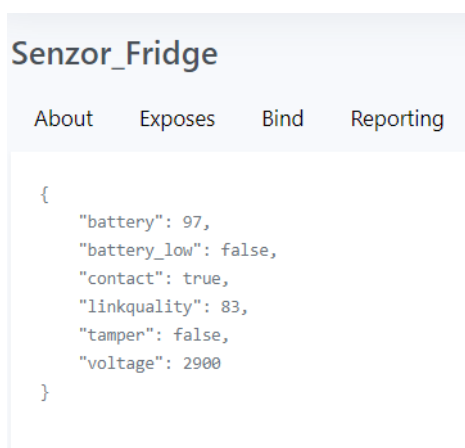 Senzor_Fridge
About Exposes Bind Reporting
{
    "battery": 97,
    "battery_low": false,
    "contact": true,
    "linkquality": 83,
    "tamper": false,
    "voltage": 2900
}